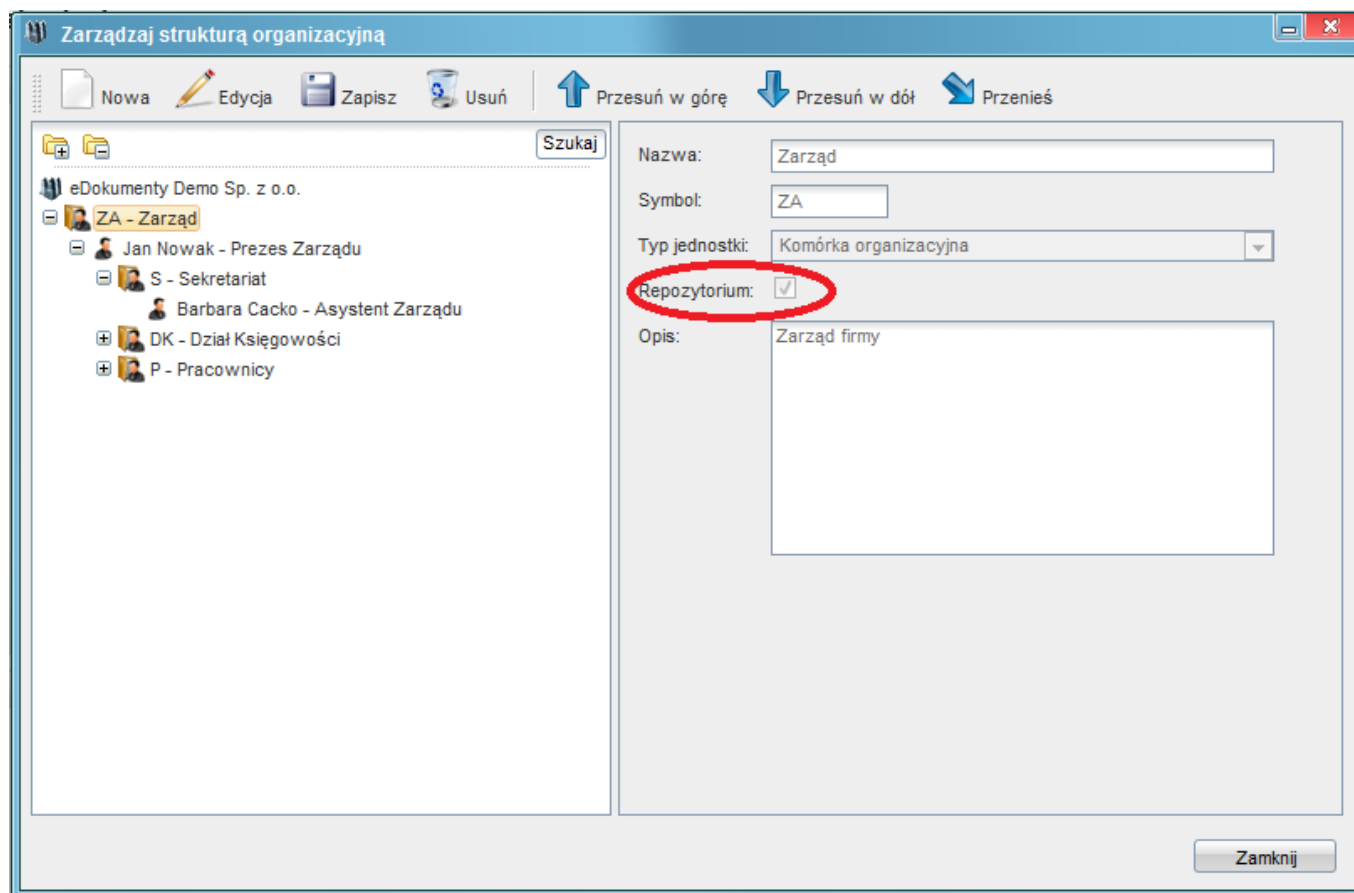 Zarządzaj strukturą organizacyjną
Nowa Edycja Zapisz Usuń Przesuń w górę Przesuń w dół Przenieś
Szukaj
eDokumenty Demo Sp. z o.o.
ZA - Zarząd
Jan Nowak - Prezes Zarządu
S - Sekretariat
Barbara Cacko - Asystent Zarządu
DK - Dział Księgowości
P - Pracownicy
Nazwa: Zarząd
Symbol: ZA
Typ jednostki: Komórka organizacyjna
Repozytorium:
Opis: Zarząd firmy
Zamknij